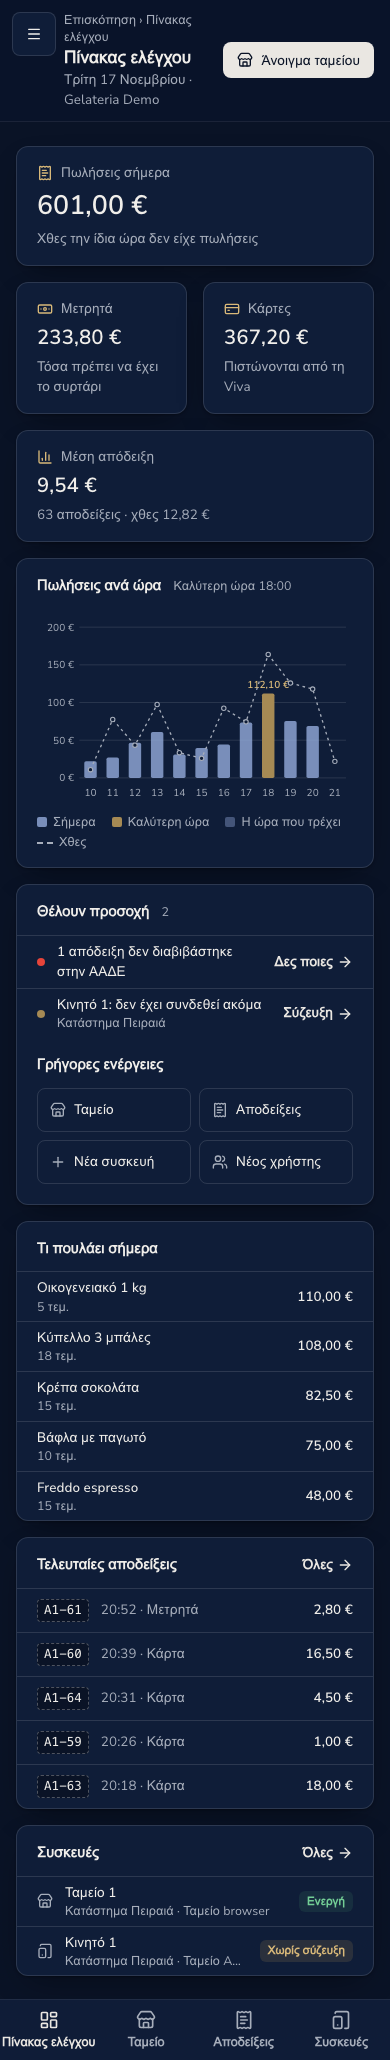 Επισκόπηση › Πίνακας
ελέγχου
Πίνακας ελέγχου
Τρίτη 17 Νοεμβρίου ·
Gelateria Demo
Άνοιγμα ταμείου
Πωλήσεις σήμερα
601,00 €
Χθες την ίδια ώρα δεν είχε πωλήσεις
Μετρητά
233,80 €
Τόσα πρέπει να έχει
το συρτάρι
Κάρτες
367,20 €
Πιστώνονται από τη
Viva
Μέση απόδειξη
9,54 €
63 αποδείξεις · χθες 12,82 €
Πωλήσεις ανά ώρα Καλύτερη ώρα 18:00
200 €
150 €
100 €
50 €
0 €
112,10 €
10 11 12 13 14 15 16 17 18 19 20 21
Σήμερα Καλύτερη ώρα Η ώρα που τρέχει
Χθες
Θέλουν προσοχή 2
1 απόδειξη δεν διαβιβάστηκε
στην ΑΑΔΕ
Δες ποιες →
Κινητό 1: δεν έχει συνδεθεί ακόμα
Κατάστημα Πειραιά
Σύζευξη →
Γρήγορες ενέργειες
Ταμείο
Αποδείξεις
Νέα συσκευή
Νέος χρήστης
Τι πουλάει σήμερα
Οικογενειακό 1 kg
5 τεμ.
110,00 €
Κύπελλο 3 μπάλες
18 τεμ.
108,00 €
Κρέπα σοκολάτα
15 τεμ.
82,50 €
Βάφλα με παγωτό
10 τεμ.
75,00 €
Freddo espresso
15 τεμ.
48,00 €
Τελευταίες αποδείξεις Όλες →
A1-61 20:52 · Μετρητά 2,80 €
A1-60 20:39 · Κάρτα 16,50 €
A1-64 20:31 · Κάρτα 4,50 €
A1-59 20:26 · Κάρτα 1,00 €
A1-63 20:18 · Κάρτα 18,00 €
Συσκευές Όλες →
Ταμείο 1
Κατάστημα Πειραιά · Ταμείο browser
Ενεργή
Κινητό 1
Κατάστημα Πειραιά · Ταμείο A...
Χωρίς σύζευξη
Πίνακας ελέγχου Ταμείο Αποδείξεις Συσκευές